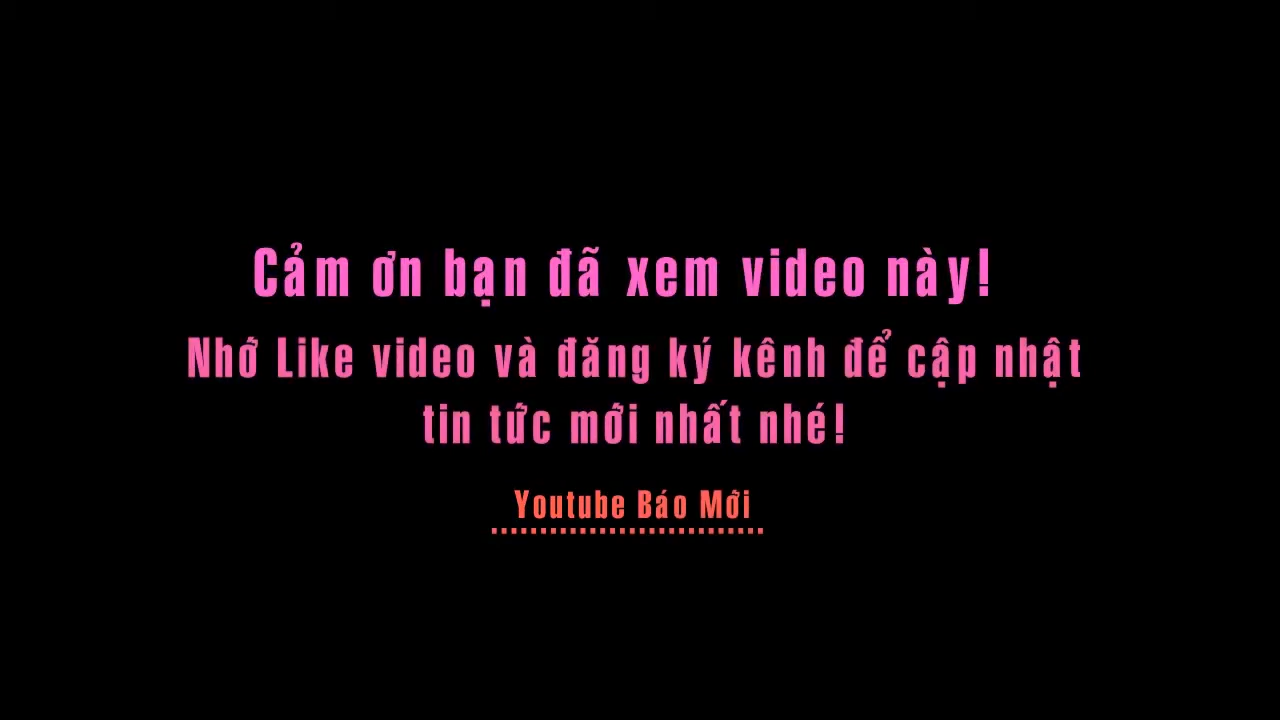 Cảm ơn bạn đã xem video này!
Nhớ Like video và đăng ký kênh để cập nhật
tin tức mới nhất nhé!
Youtube Báo Mới